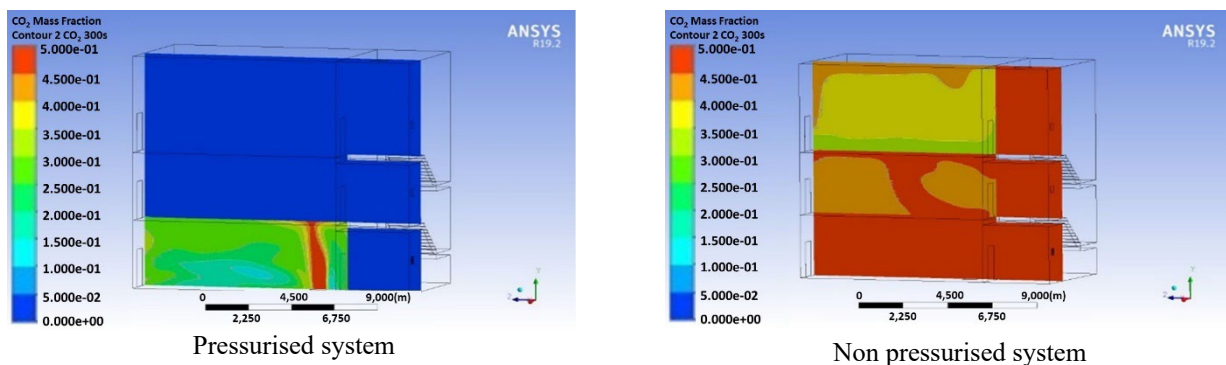 CO₂ Mass Fraction
Contour 2 CO₂ 300s
5.000e-01
4.500e-01
4.000e-01
3.500e-01
3.000e-01
2.500e-01
2.000e-01
1.500e-01
1.000e-01
5.000e-02
0.000e+00
ANSYS
R19.2
0 4,500 9,000(m)
2,250 6,750
Y
Z
Pressurised system
CO₂ Mass Fraction
Contour 2 CO₂ 300s
5.000e-01
4.500e-01
4.000e-01
3.500e-01
3.000e-01
2.500e-01
2.000e-01
1.500e-01
1.000e-01
5.000e-02
0.000e+00
ANSYS
R19.2
0 4,500 9,000(m)
2,250 6,750
Y
Z
Non pressurised system